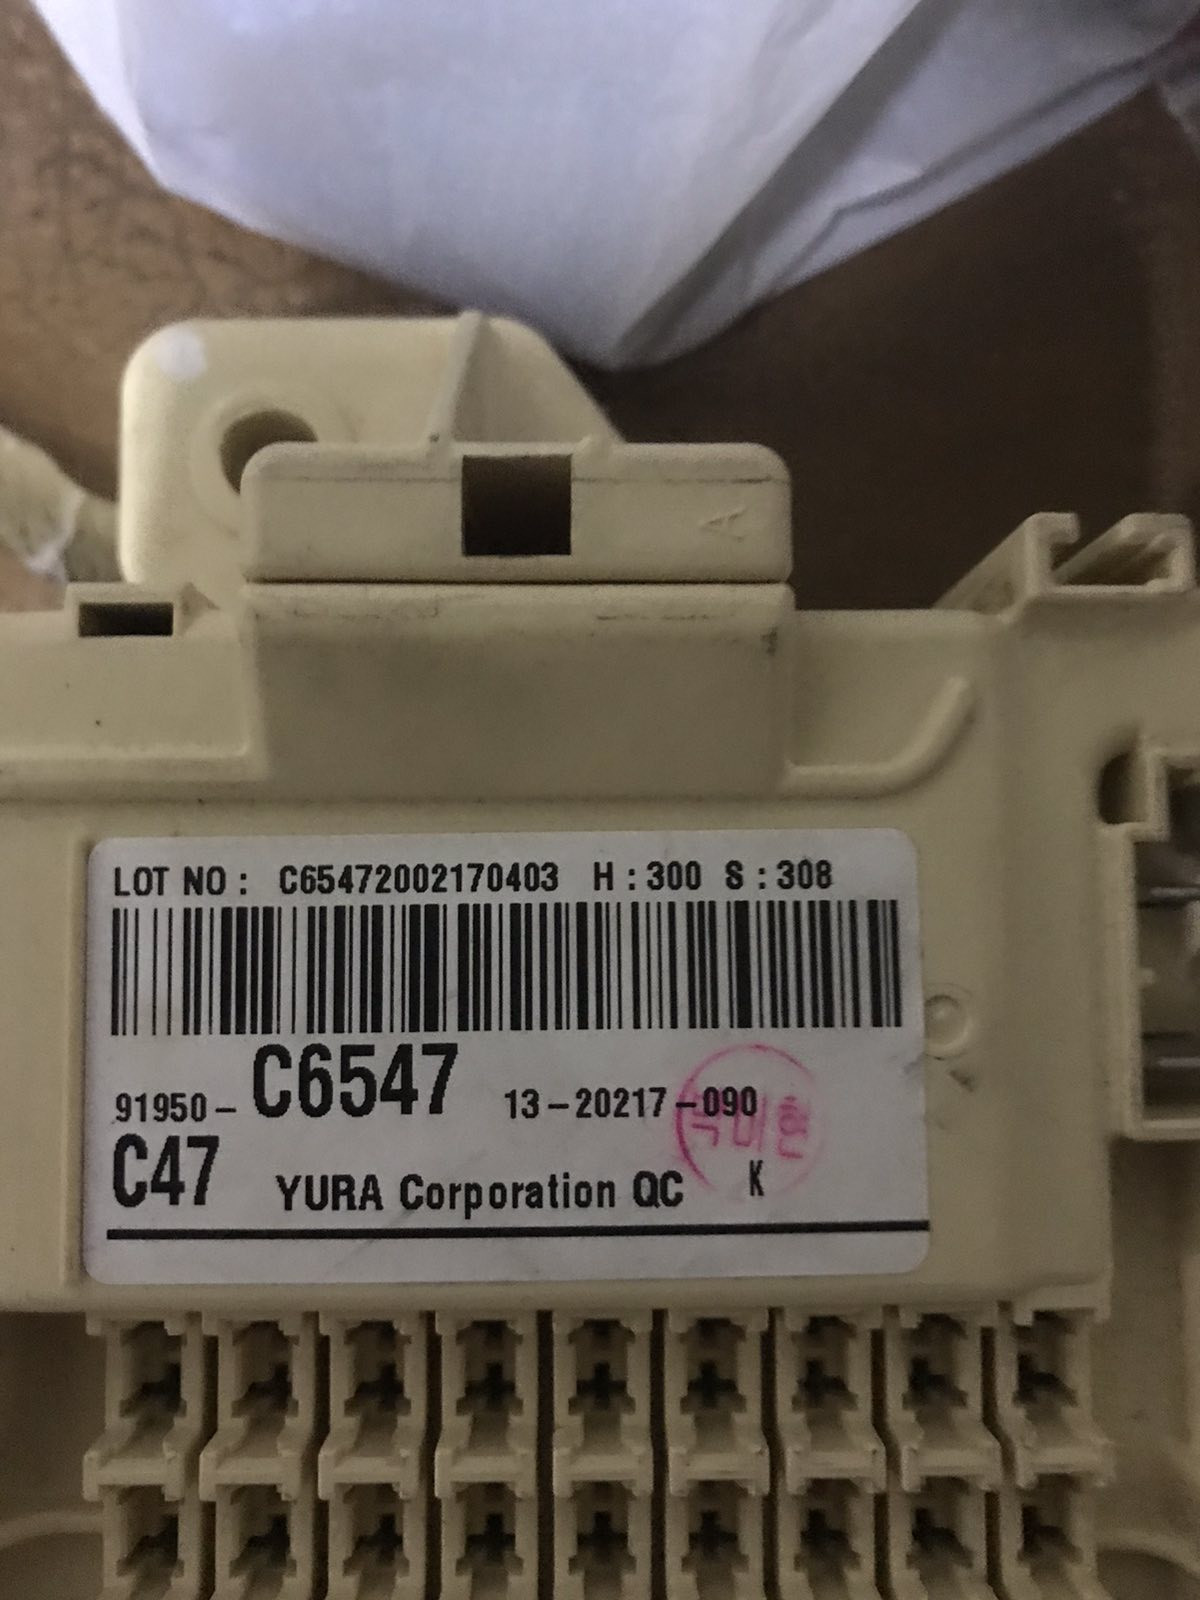 A
LOT NO : C65472002170403 H : 300 S : 308
91950- C6547 13-20217-090
C47 YURA Corporation QC K